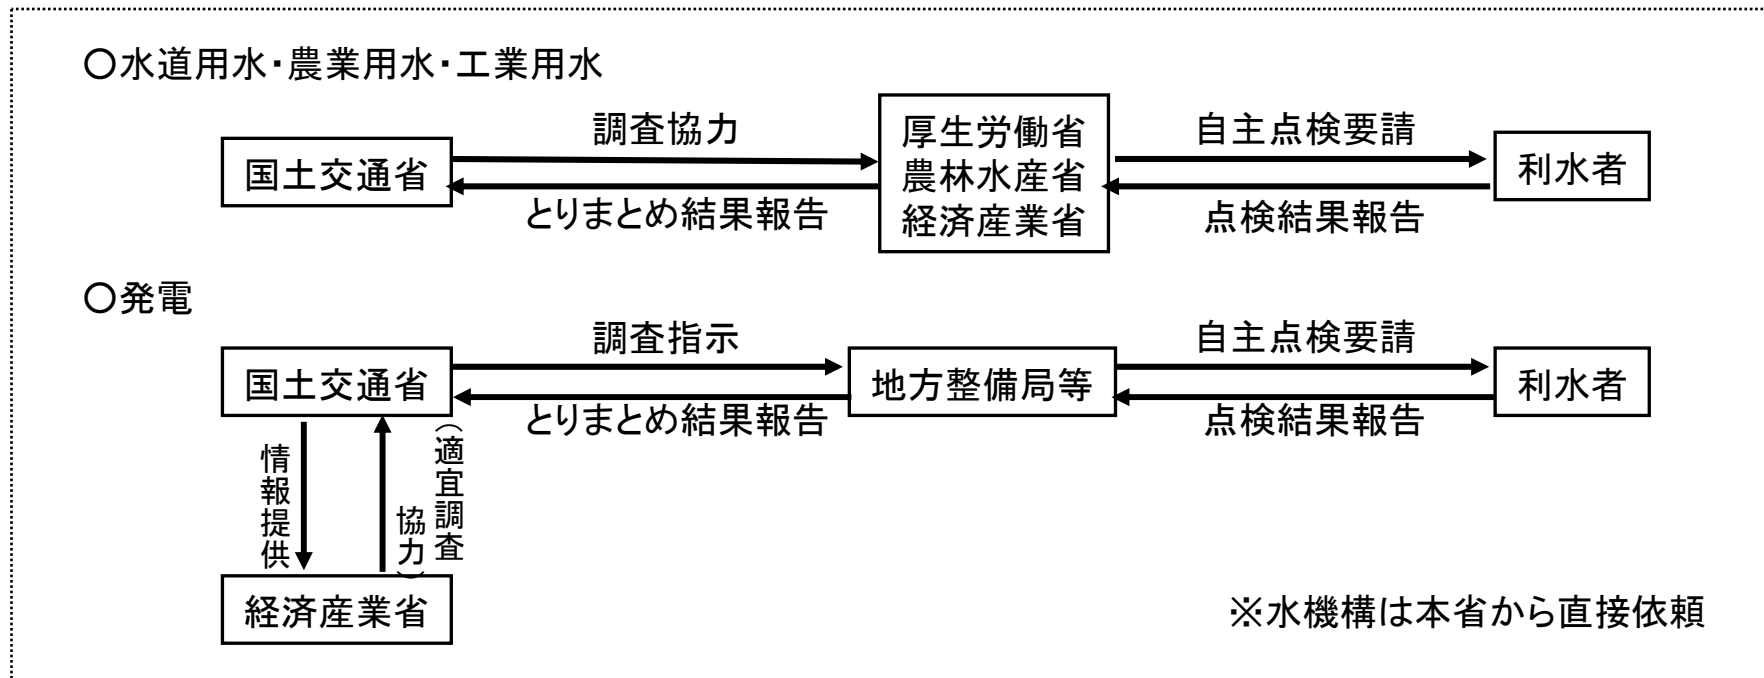 〇水道用水・農業用水・工業用水
調査協力
自主点検要請
国土交通省
厚生労働省
農林水産省
経済産業省
利水者
とりまとめ結果報告
点検結果報告
〇発電
調査指示
自主点検要請
国土交通省
地方整備局等
利水者
とりまとめ結果報告
点検結果報告
情報提供
（適宜調査
協力）
経済産業省
※水機構は本省から直接依頼